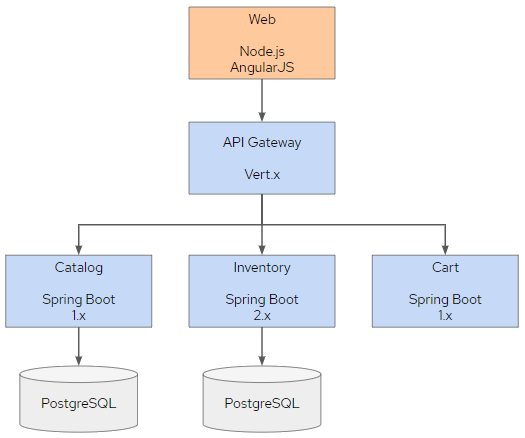 Web
Node.js
AngularJS
API Gateway
Vert.x
Catalog
Spring Boot
1.x
Inventory
Spring Boot
2.x
Cart
Spring Boot
1.x
PostgreSQL
PostgreSQL